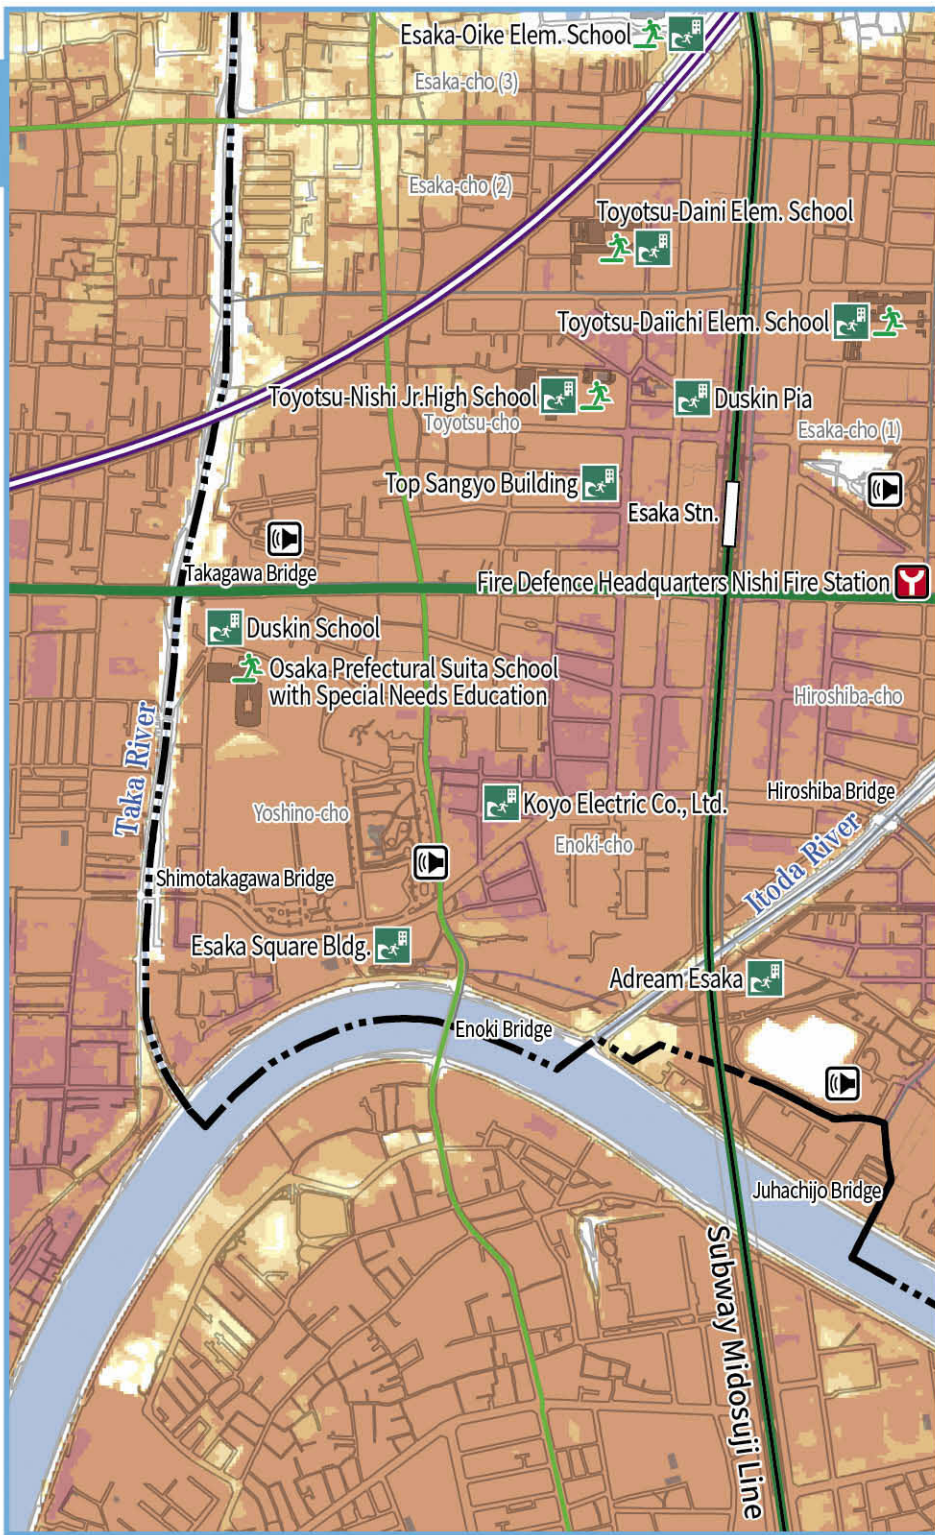 Esaka-Oike Elem. School
Esaka-cho (3)
Esaka-cho (2)
Toyotsu-Daini Elem. School
Toyotsu-Daiichi Elem. School
Toyotsu-Nishi Jr.High School
Duskin Pia
Toyotsu-cho
Esaka-cho (1)
Top Sangyo Building
Esaka Stn.
Takagawa Bridge
Fire Defence Headquarters Nishi Fire Station
Duskin School
Osaka Prefectural Suita School
with Special Needs Education
Hiroshiba-cho
Taka River
Hiroshiba Bridge
Yoshino-cho
Koyo Electric Co., Ltd.
Enoki-cho
Itoda River
Shimotakagawa Bridge
Esaka Square Bldg.
Adream Esaka
Enoki Bridge
Juhachijo Bridge
Subway Midosuji Line